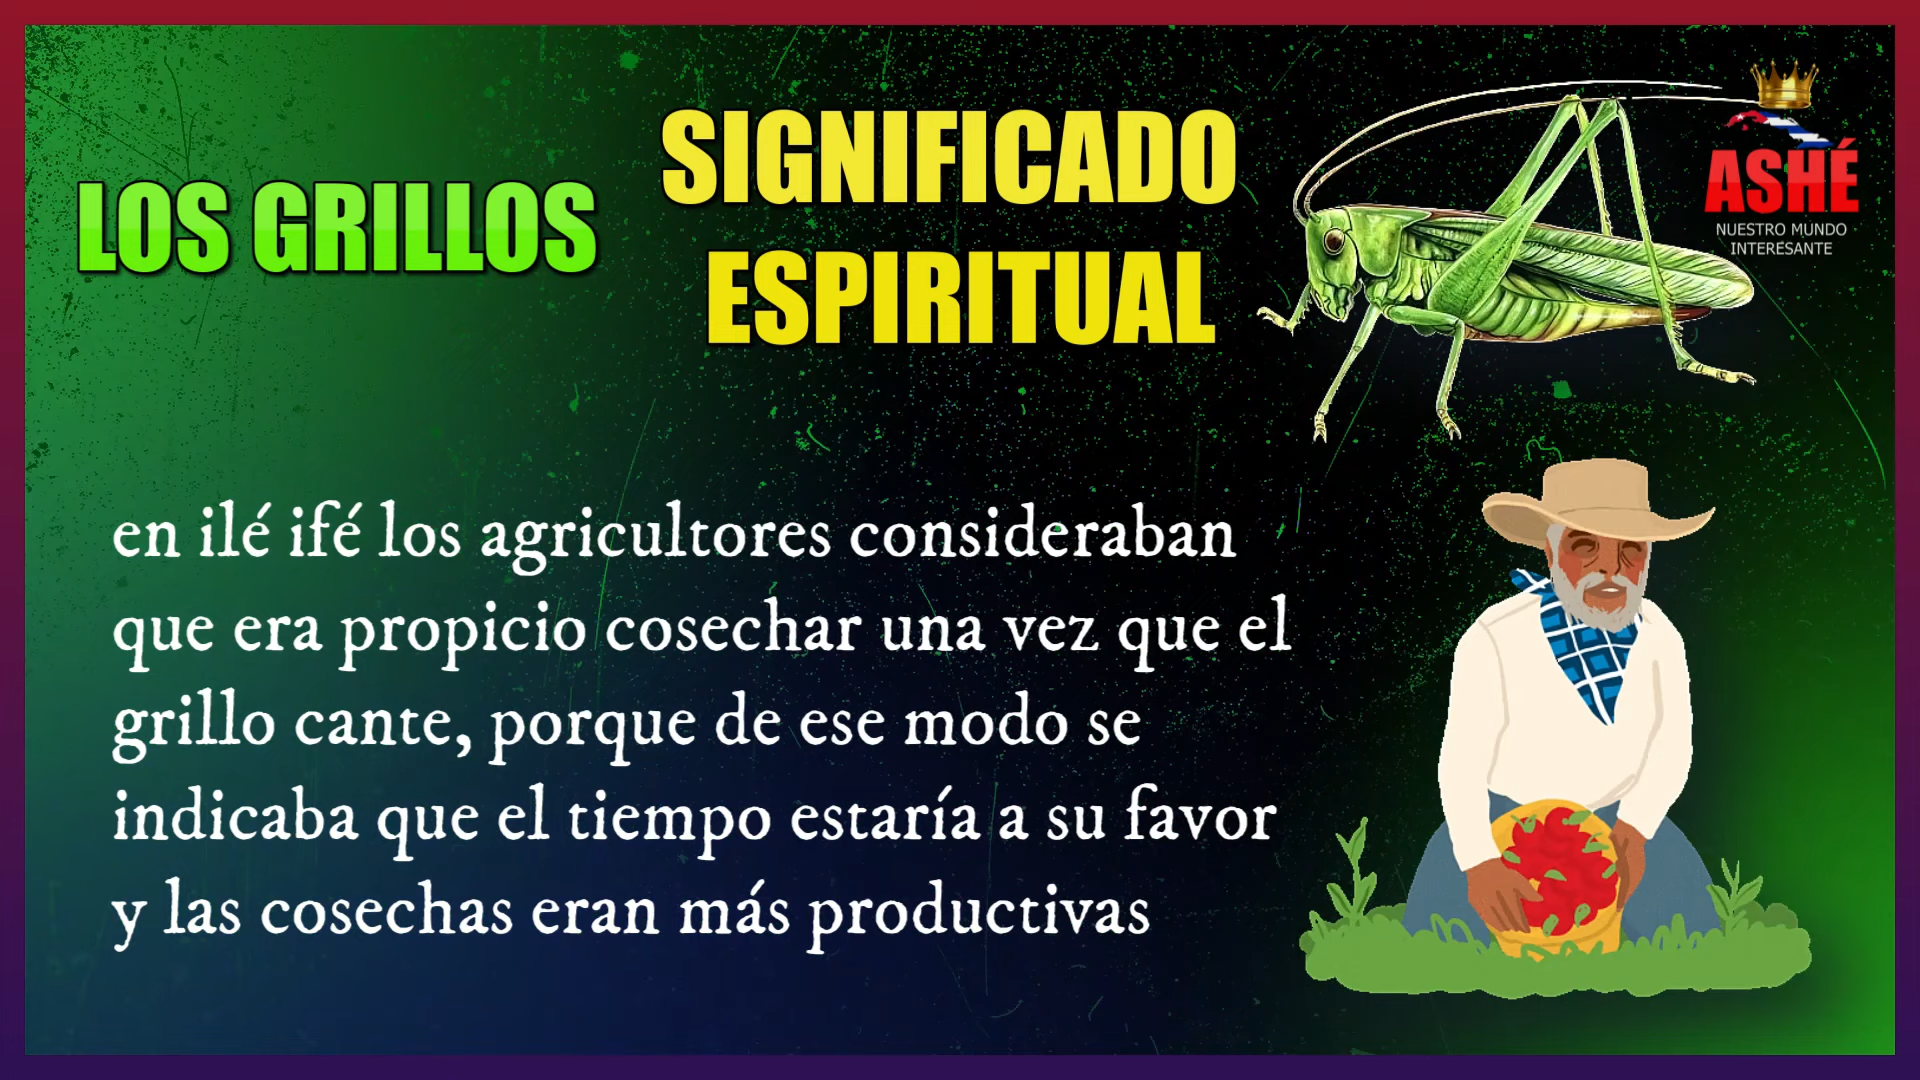 LOS GRILLOS
SIGNIFICADO
ESPIRITUAL
ASHÉ
NUESTRO MUNDO
INTERESANTE
en ilé ifé los agricultores consideraban
que era propicio cosechar una vez que el
grillo cante, porque de ese modo se
indicaba que el tiempo estaría a su favor
y las cosechas eran más productivas